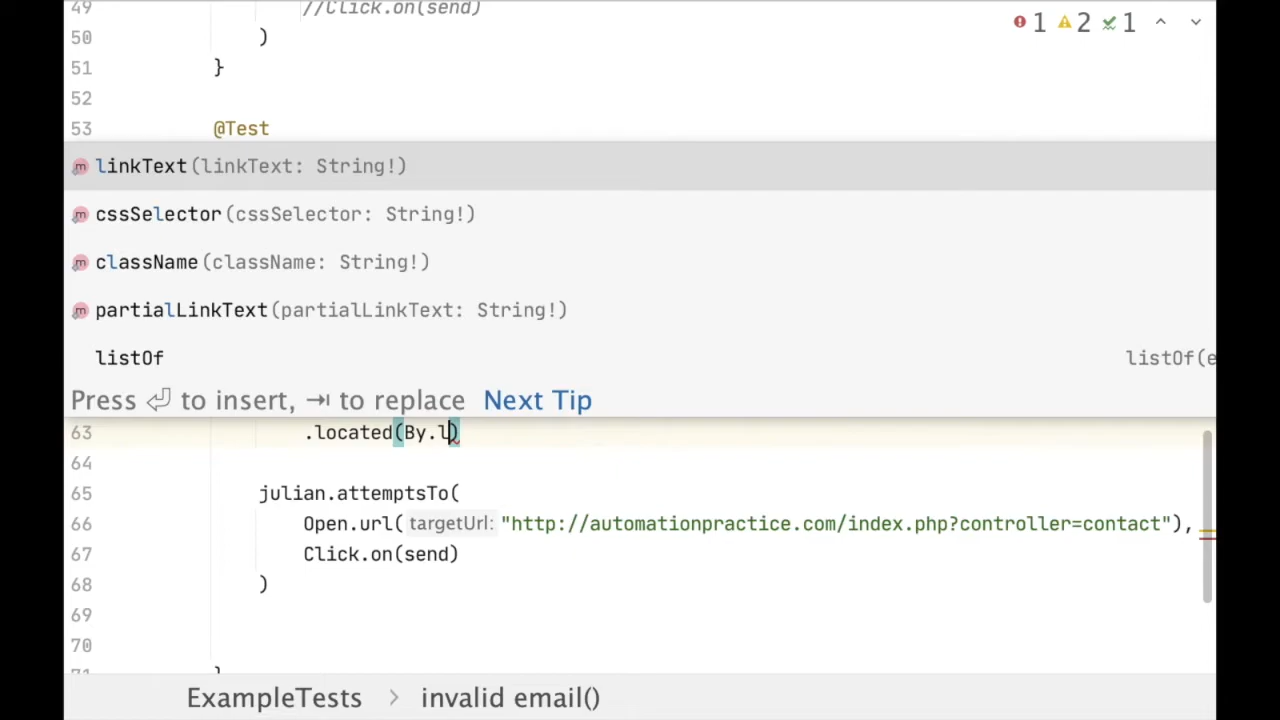 49 //Click.on(send)
1 2 1
50 )
51 }
52
53 @Test
m linkText(linkText: String!)
m cssSelector(cssSelector: String!)
m className(className: String!)
m partialLinkText(partialLinkText: String!)
listOf listOf(e
Press ⏎ to insert, ⇥ to replace Next Tip
63 .located(By.l)
64
65 julian.attemptsTo(
66 Open.url( targetUrl: "http://automationpractice.com/index.php?controller=contact"),
67 Click.on(send)
68 )
69
70
71 }
ExampleTests > invalid email()